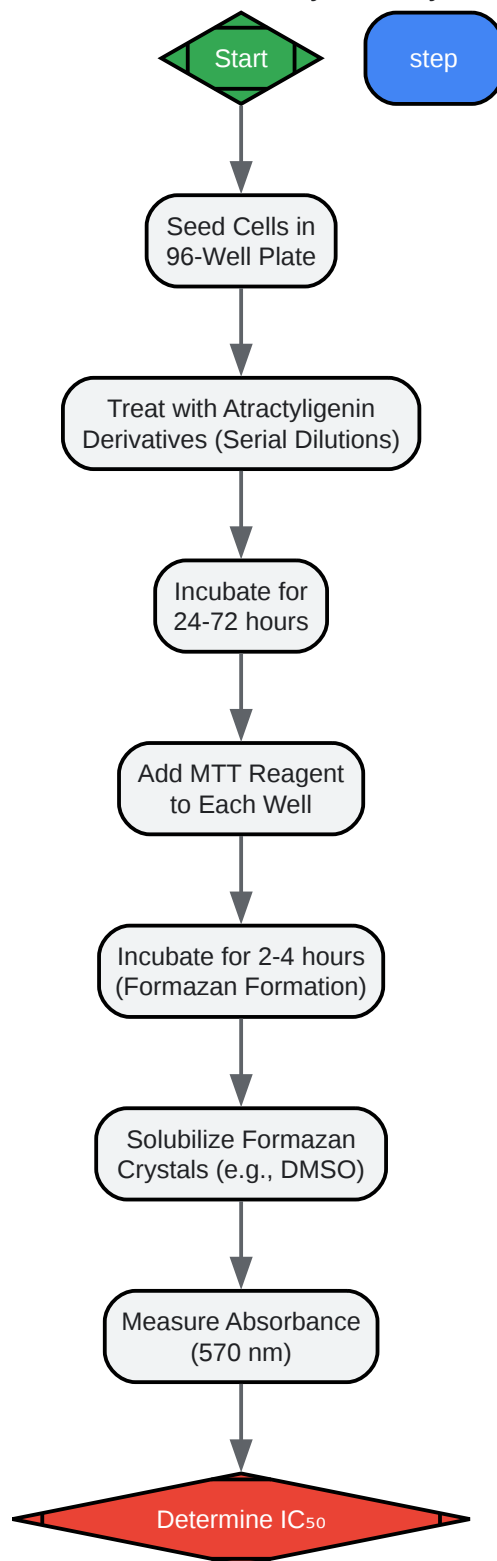 Start
step
Seed Cells in
96-Well Plate
Treat with Atractyligenin
Derivatives (Serial Dilutions)
Incubate for
24-72 hours
Add MTT Reagent
to Each Well
Incubate for 2-4 hours
(Formazan Formation)
Solubilize Formazan
Crystals (e.g., DMSO)
Measure Absorbance
(570 nm)
Determine IC₅₀